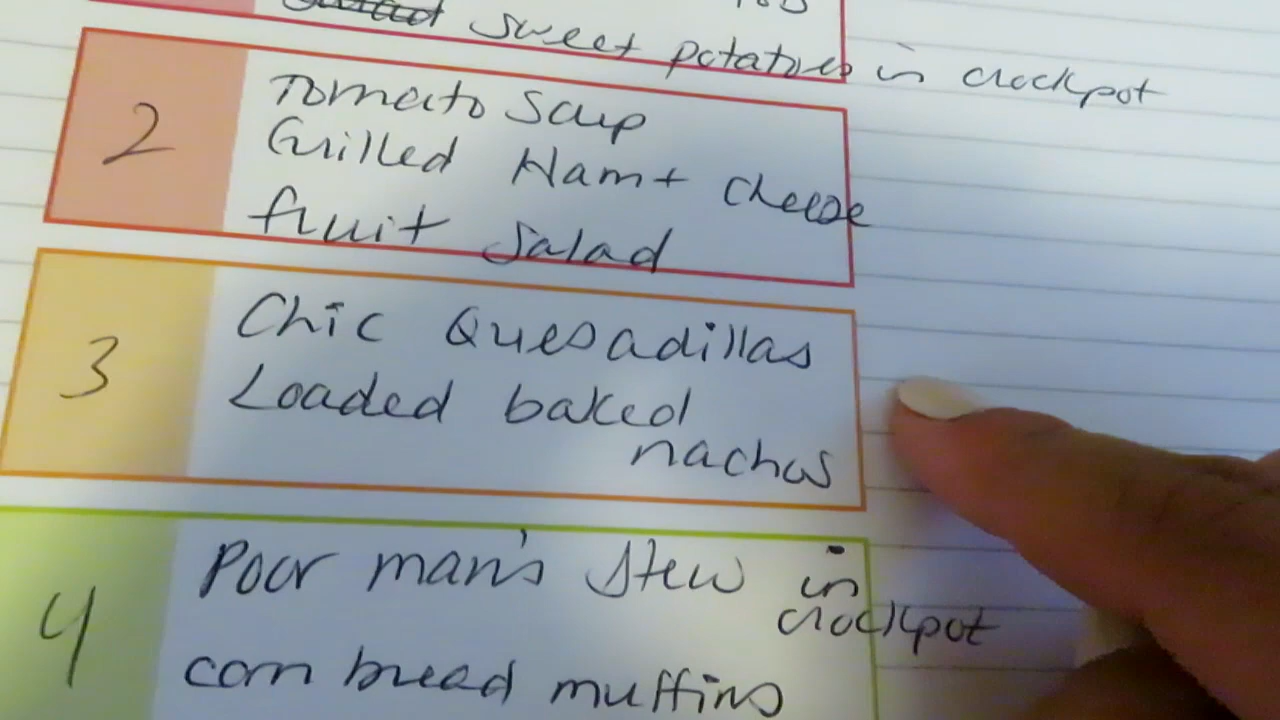 sweet potatoes in crockpot
2
Tomato Soup
Grilled Ham + Cheese
fruit Salad
3
Chic Quesadillas
Loaded baked
nachos
4
Poor man's Stew in
crockpot
corn bread muffins